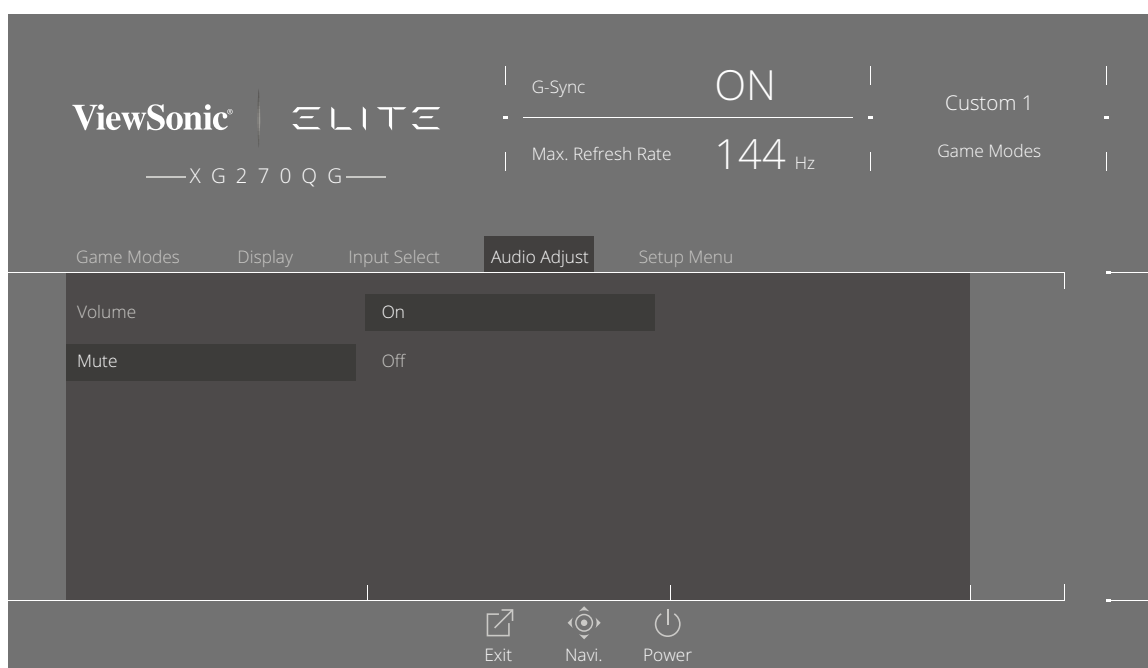 ViewSonic® ELITE
XG270QG
G-Sync ON
Max. Refresh Rate 144 Hz
Custom 1
Game Modes
Game Modes Display Input Select Audio Adjust Setup Menu
Volume On
Mute Off
Exit Navi. Power